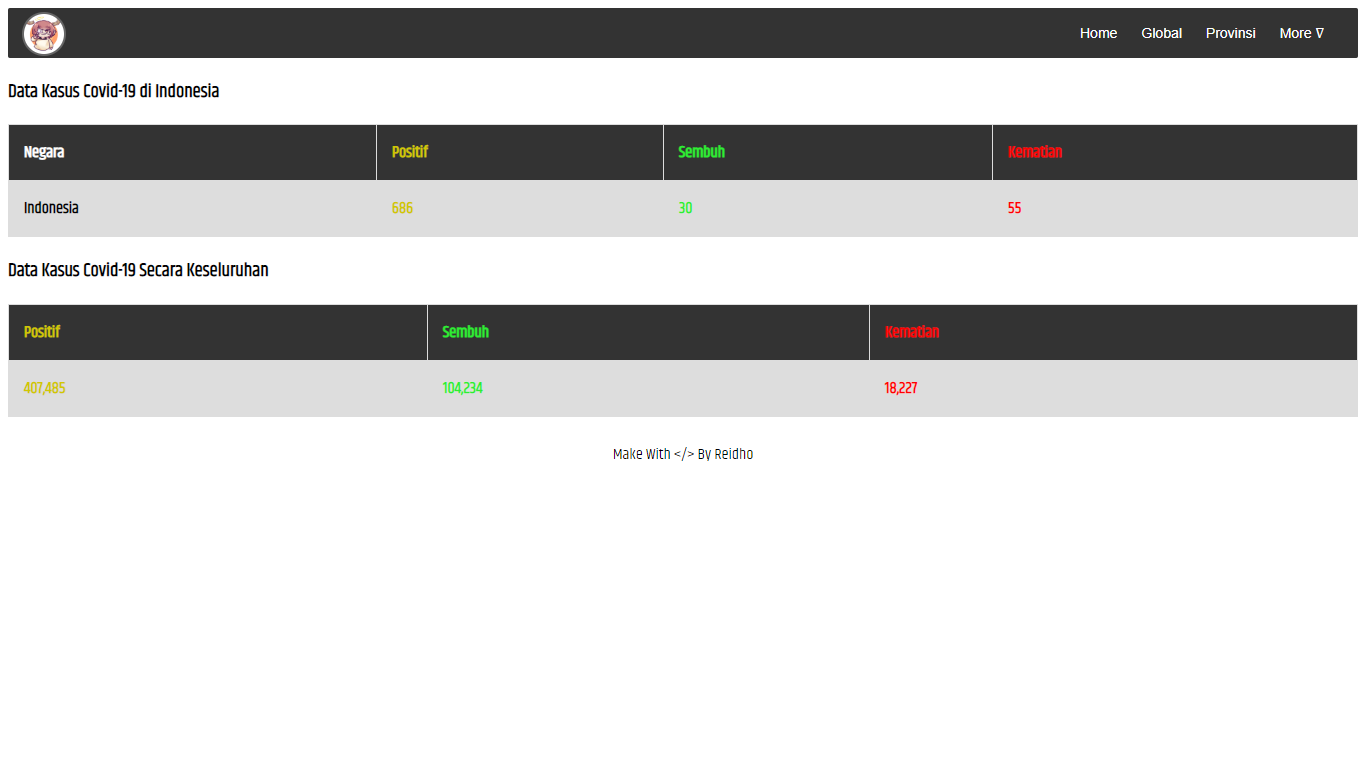 Home Global Provinsi More ∇
Data Kasus Covid-19 di Indonesia
Negara Positif Sembuh Kematian
Indonesia 686 30 55
Data Kasus Covid-19 Secara Keseluruhan
Positif Sembuh Kematian
407,485 104,234 18,227
Make With </> By Reidho